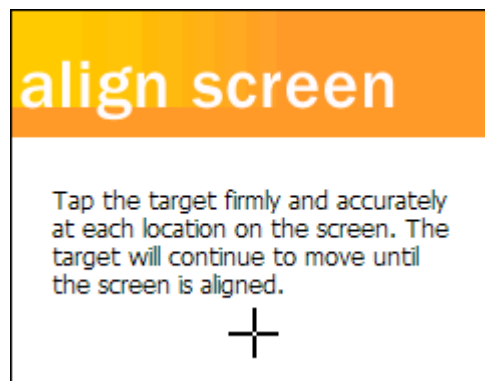 align screen
Tap the target firmly and accurately
at each location on the screen. The
target will continue to move until
the screen is aligned.